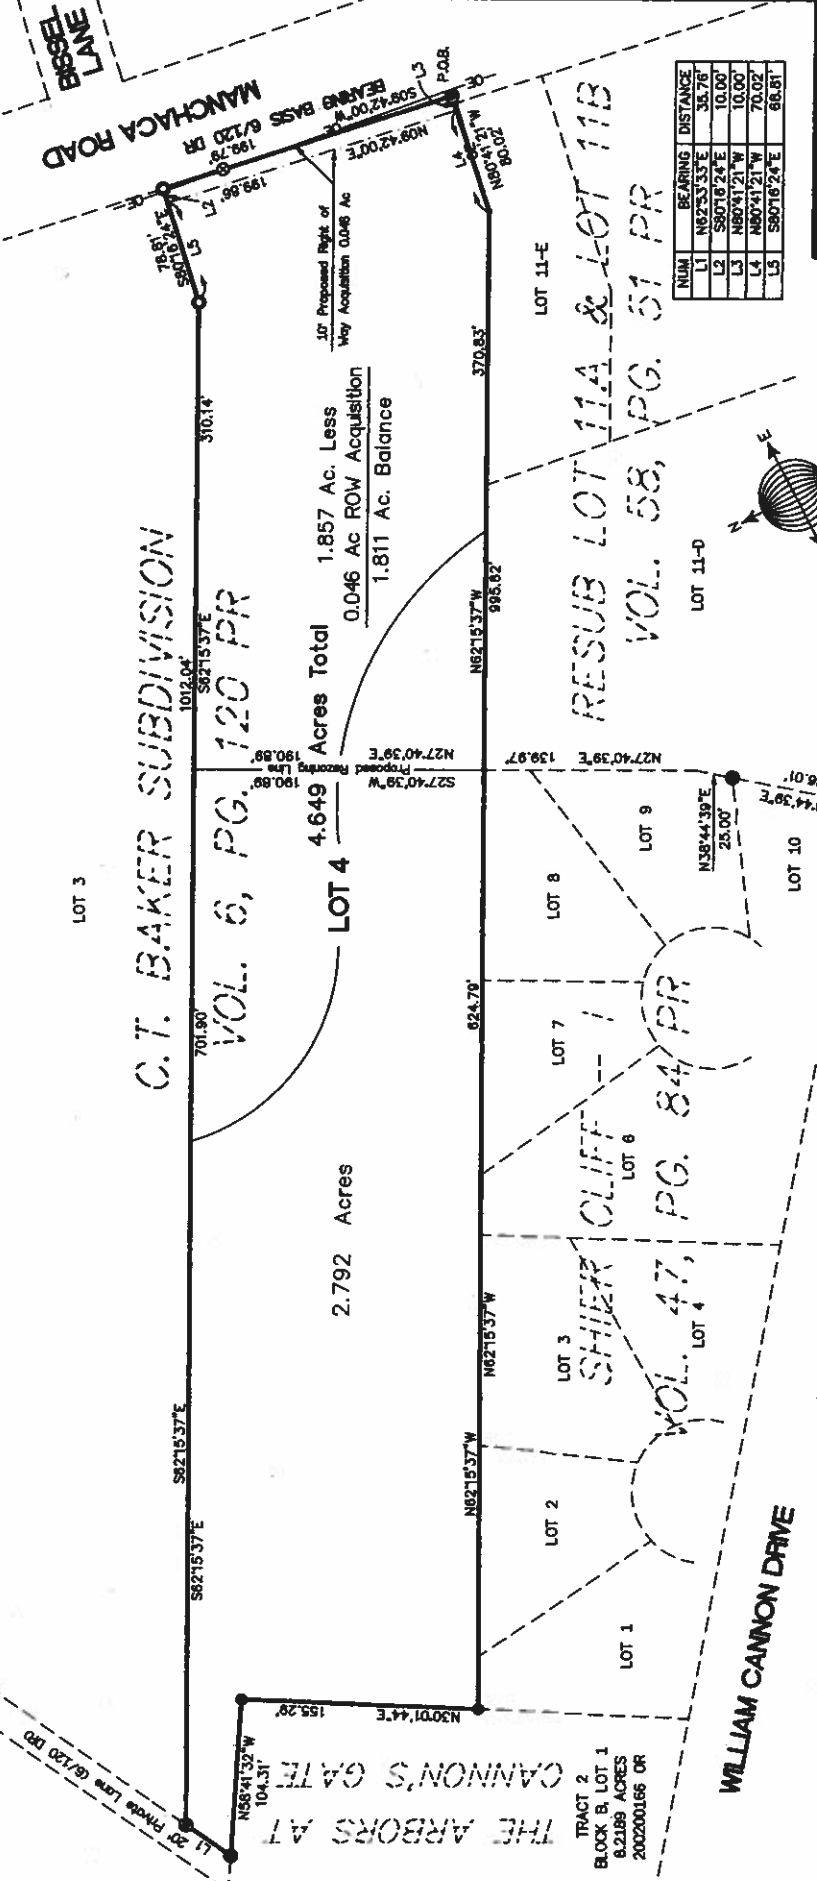 BISSEL
LANE
MANCHACA ROAD
BEARING BASIS 6/120 DR
S09°42'00"W
199.79'
199.86'
N09°42'00"E
P.O.B.
L3
L4
N80°41'21"W
80.02'
L2
L5
78.81'
S80°16'24"E
10' Proposed Right of
Way Acquisition 0.046 Ac
310.14'
370.83'
1.857 Ac. Less
0.046 Ac ROW Acquisition
1.811 Ac. Balance
4.649 Acres Total
LOT 4
2.792 Acres
C.T. BAKER SUBDIVISION
VOL. 6, PG. 120 PR
LOT 3
1012.04'
S62°15'37"E
701.90'
S62°15'37"E
S62°15'37"E
190.89'
N27°40'39"E
Proposed Rezoning Line
S27°40'39"W
190.89'
N62°15'37"W
995.62'
624.79'
N62°15'37"W
N62°15'37"W
139.97'
N27°40'39"E
N38°44'39"E
25.00'
RESUB LOT 11A & LOT 11B
VOL. 58, PG. 51 PR
LOT 11-E
LOT 11-D
NUM BEARING DISTANCE
L1 N62°53'33"E 35.76'
L2 S80°16'24"E 10.00'
L3 N80°41'21"W 10.00'
L4 N80°41'21"W 70.02'
L5 S80°16'24"E 68.81'
N
E
SHIER CLIFF - 1
VOL. 47, PG. 84 PR
LOT 10
LOT 9
LOT 8
LOT 7
LOT 6
LOT 4
LOT 3
LOT 2
LOT 1
WILLIAM CANNON DRIVE
20' Private Lane (6/120 DR)
L1
N58°41'32"W
104.31'
155.29'
N30°01'44"E
THE ARBORS AT
CANNON'S GATE
TRACT 2
BLOCK B, LOT 1
8.2189 ACRES
200200166 OR